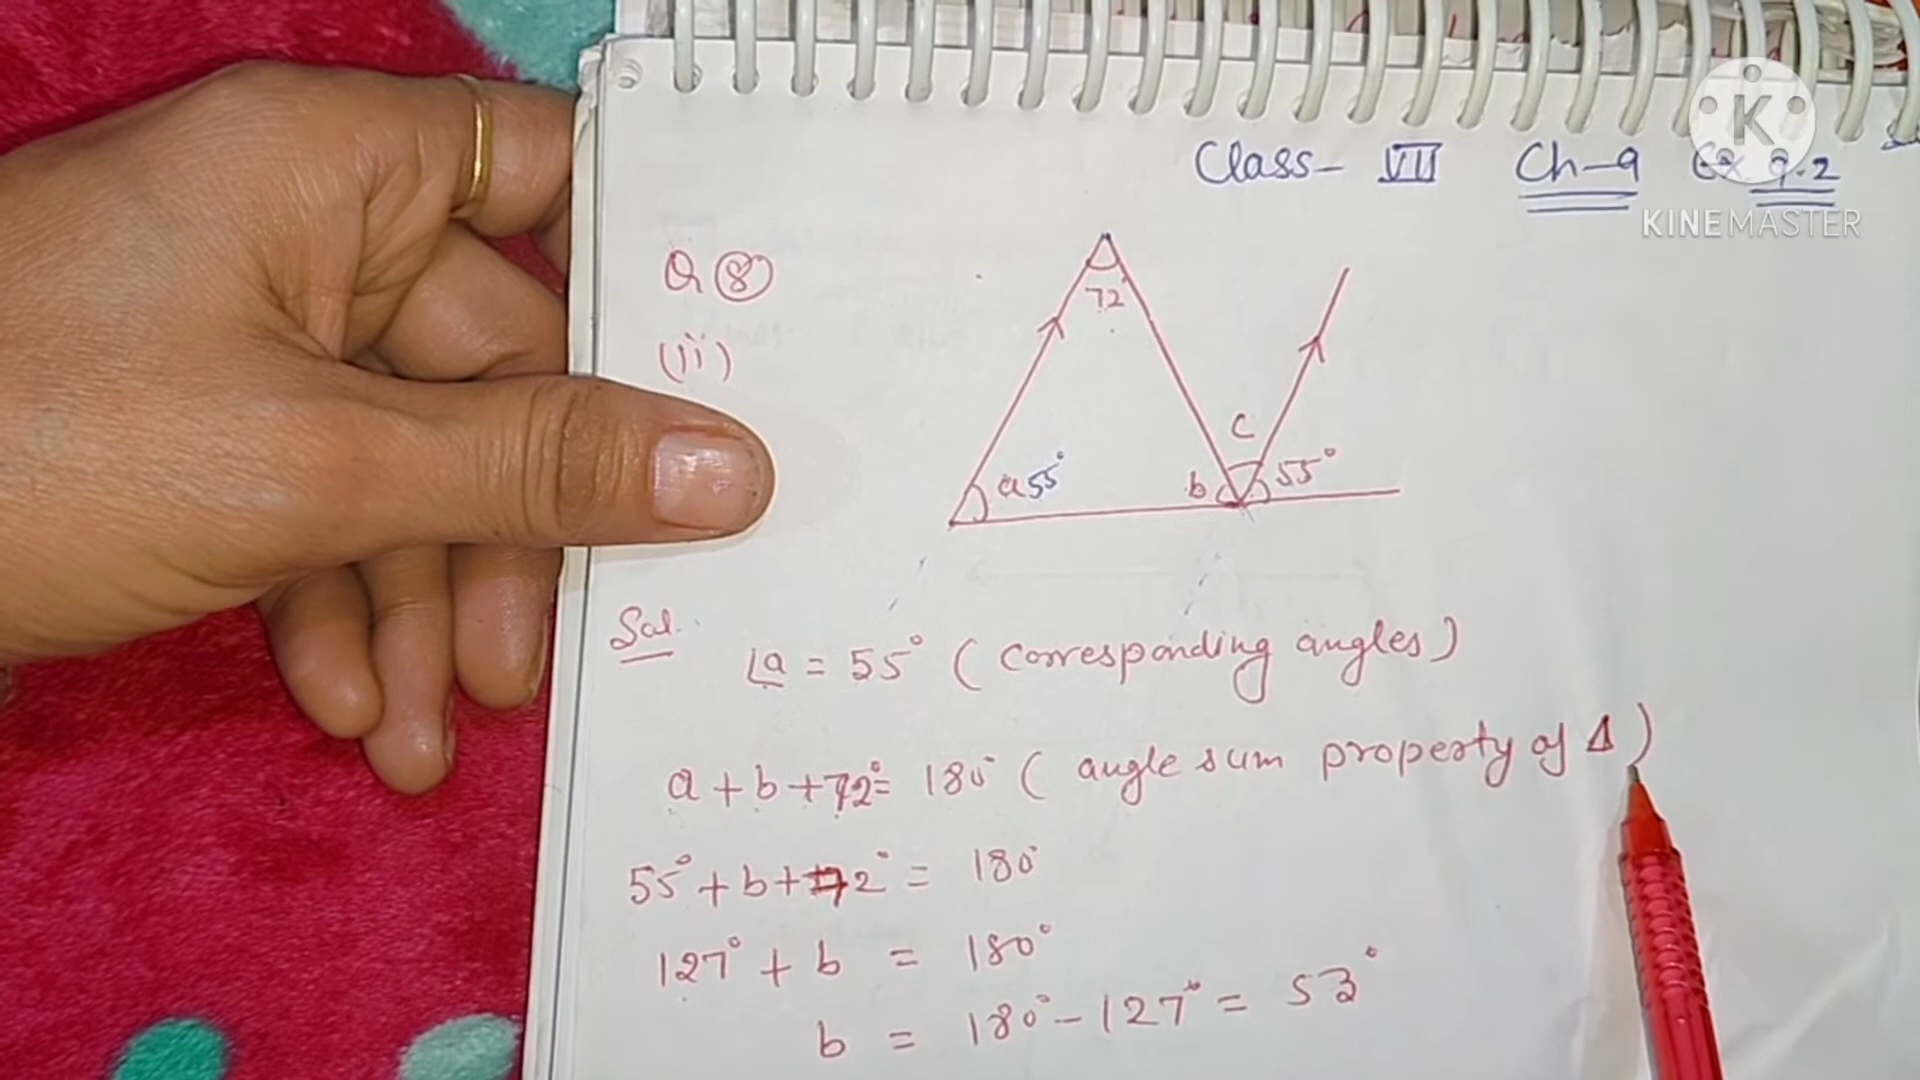 Class- VII Ch-9 Ex 9.2
K
KINEMASTER
Q 8
(ii)
72°
C
a 55°
b
55°
Sol.
∠a = 55° (corresponding angles)
a + b + 72° = 180° ( angle sum property of Δ )
55° + b + 72° = 180°
127° + b = 180°
b = 180° - 127° = 53°